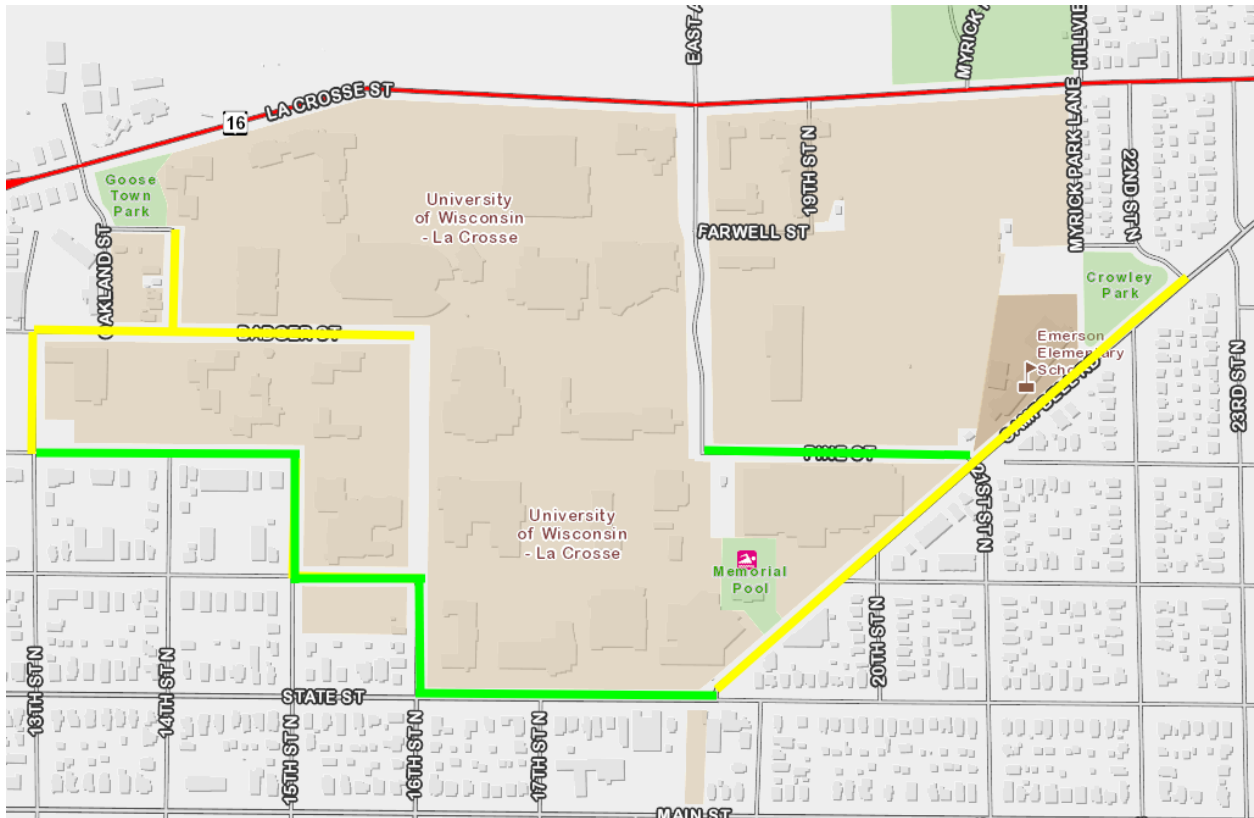 EAST A
MYRICK
HILLVIE
LA CROSSE ST
16
19TH ST N
MYRICK PARK LANE
22ND ST N
Goose
Town
Park
University
of Wisconsin
- La Crosse
FARWELL ST
OAKLAND ST
Crowley
Park
BADGER ST
Emerson
Elementary
CAMPBELL RD
23RD ST N
PINE ST
University
of Wisconsin
- La Crosse
Memorial
Pool
13TH ST N
14TH ST N
STATE ST
20TH ST N
15TH ST N
16TH ST N
17TH ST N
MAIN ST